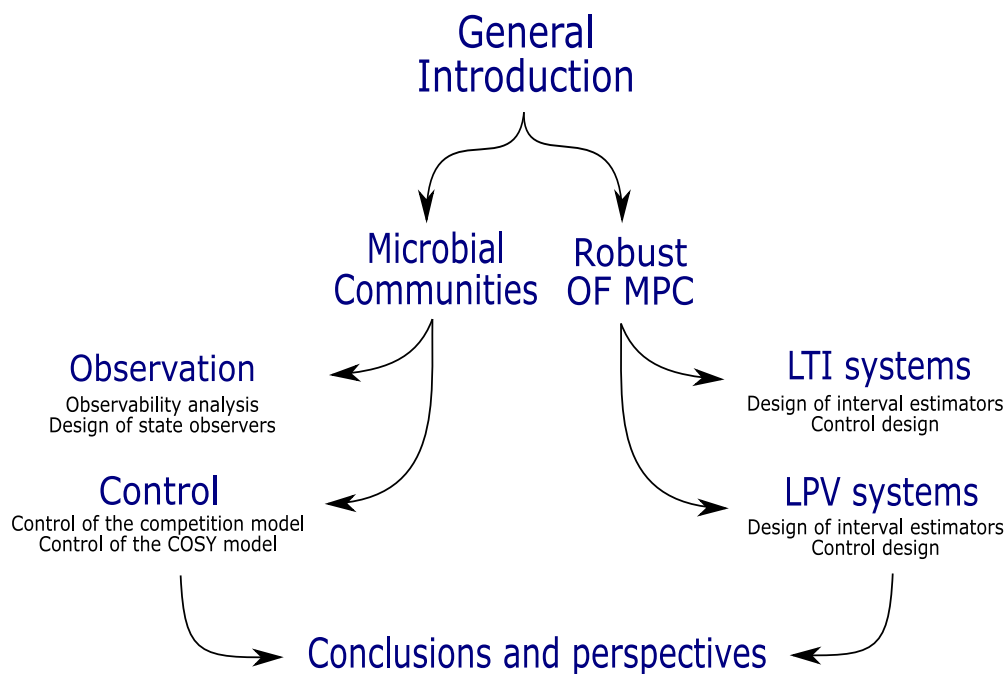 General
Introduction
Microbial
Communities
Robust
OF MPC
Observation
Observability analysis
Design of state observers
LTI systems
Design of interval estimators
Control design
Control
Control of the competition model
Control of the COSY model
LPV systems
Design of interval estimators
Control design
Conclusions and perspectives